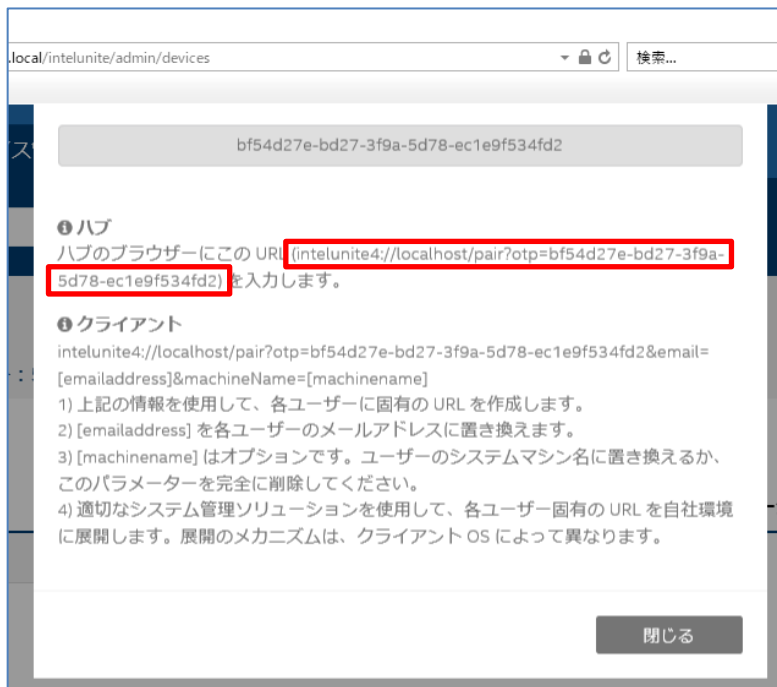 .local/intelunite/admin/devices
検索...
ス
bf54d27e-bd27-3f9a-5d78-ec1e9f534fd2
ハブ
ハブのブラウザーにこの URL (intelunite4://localhost/pair?otp=bf54d27e-bd27-3f9a-
5d78-ec1e9f534fd2) を入力します。
クライアント
intelunite4://localhost/pair?otp=bf54d27e-bd27-3f9a-5d78-ec1e9f534fd2&email=
[emailaddress]&machineName=[machinename]
1) 上記の情報を使用して、各ユーザーに固有の URL を作成します。
2) [emailaddress] を各ユーザーのメールアドレスに置き換えます。
3) [machinename] はオプションです。ユーザーのシステムマシン名に置き換えるか、
このパラメーターを完全に削除してください。
4) 適切なシステム管理ソリューションを使用して、各ユーザー固有の URL を自社環境
に展開します。展開のメカニズムは、クライアント OS によって異なります。
閉じる